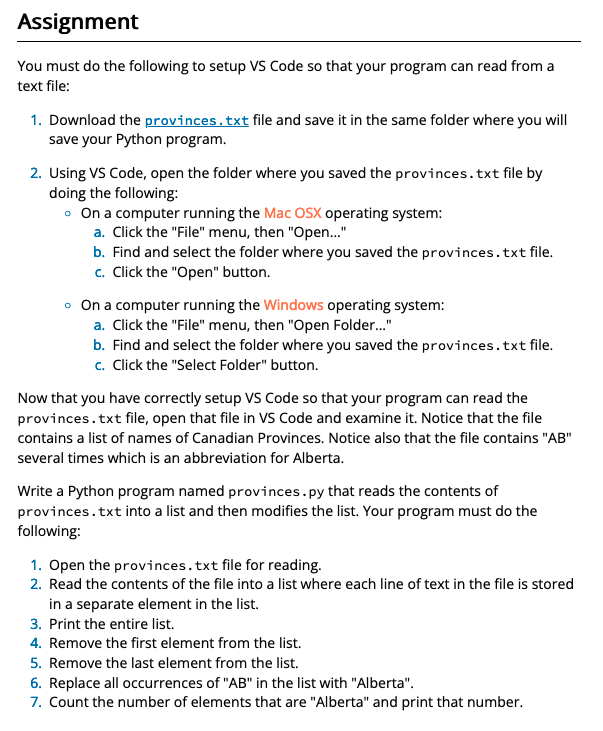 Assignment
You must do the following to setup VS Code so that your program can read from a
text file:
1. Download the provinces.txt file and save it in the same folder where you will
save your Python program.
2. Using VS Code, open the folder where you saved the provinces.txt file by
doing the following:
◦ On a computer running the Mac OSX operating system:
a. Click the "File" menu, then "Open..."
b. Find and select the folder where you saved the provinces.txt file.
c. Click the "Open" button.
◦ On a computer running the Windows operating system:
a. Click the "File" menu, then "Open Folder..."
b. Find and select the folder where you saved the provinces.txt file.
c. Click the "Select Folder" button.
Now that you have correctly setup VS Code so that your program can read the
provinces.txt file, open that file in VS Code and examine it. Notice that the file
contains a list of names of Canadian Provinces. Notice also that the file contains "AB"
several times which is an abbreviation for Alberta.
Write a Python program named provinces.py that reads the contents of
provinces.txt into a list and then modifies the list. Your program must do the
following:
1. Open the provinces.txt file for reading.
2. Read the contents of the file into a list where each line of text in the file is stored
in a separate element in the list.
3. Print the entire list.
4. Remove the first element from the list.
5. Remove the last element from the list.
6. Replace all occurrences of "AB" in the list with "Alberta".
7. Count the number of elements that are "Alberta" and print that number.